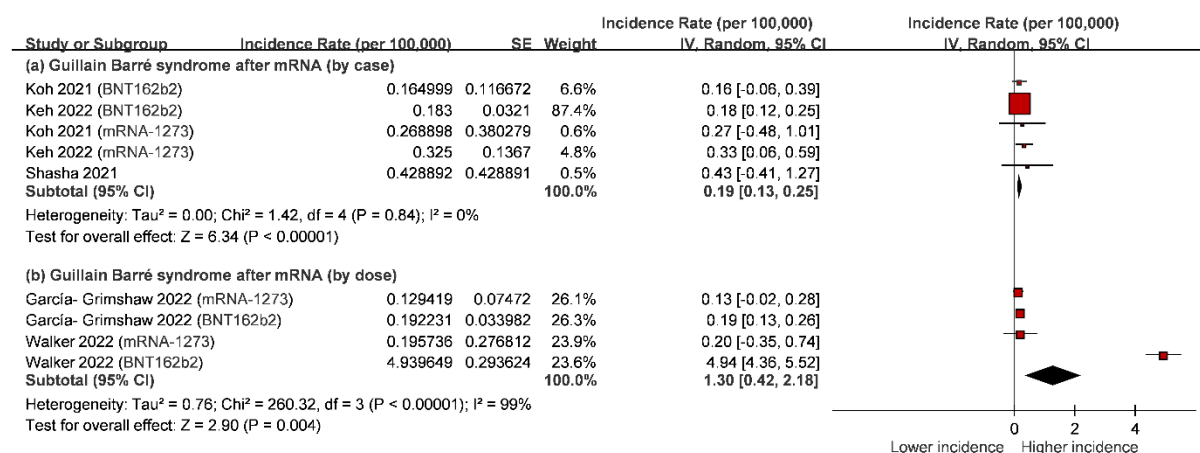 Incidence Rate (per 100,000) Incidence Rate (per 100,000)
Study or Subgroup Incidence Rate (per 100,000) SE Weight IV, Random, 95% CI IV, Random, 95% CI
(a) Guillain Barré syndrome after mRNA (by case)
Koh 2021 (BNT162b2) 0.164999 0.116672 6.6% 0.16 [-0.06, 0.39]
Keh 2022 (BNT162b2) 0.183 0.0321 87.4% 0.18 [0.12, 0.25]
Koh 2021 (mRNA-1273) 0.268898 0.380279 0.6% 0.27 [-0.48, 1.01]
Keh 2022 (mRNA-1273) 0.325 0.1367 4.8% 0.33 [0.06, 0.59]
Shasha 2021 0.428892 0.428891 0.5% 0.43 [-0.41, 1.27]
Subtotal (95% CI) 100.0% 0.19 [0.13, 0.25]
Heterogeneity: Tau² = 0.00; Chi² = 1.42, df = 4 (P = 0.84); I² = 0%
Test for overall effect: Z = 6.34 (P < 0.00001)
(b) Guillain Barré syndrome after mRNA (by dose)
García- Grimshaw 2022 (mRNA-1273) 0.129419 0.07472 26.1% 0.13 [-0.02, 0.28]
García- Grimshaw 2022 (BNT162b2) 0.192231 0.033982 26.3% 0.19 [0.13, 0.26]
Walker 2022 (mRNA-1273) 0.195736 0.276812 23.9% 0.20 [-0.35, 0.74]
Walker 2022 (BNT162b2) 4.939649 0.293624 23.6% 4.94 [4.36, 5.52]
Subtotal (95% CI) 100.0% 1.30 [0.42, 2.18]
Heterogeneity: Tau² = 0.76; Chi² = 260.32, df = 3 (P < 0.00001); I² = 99%
Test for overall effect: Z = 2.90 (P = 0.004)
0 2 4
Lower incidence Higher incidence